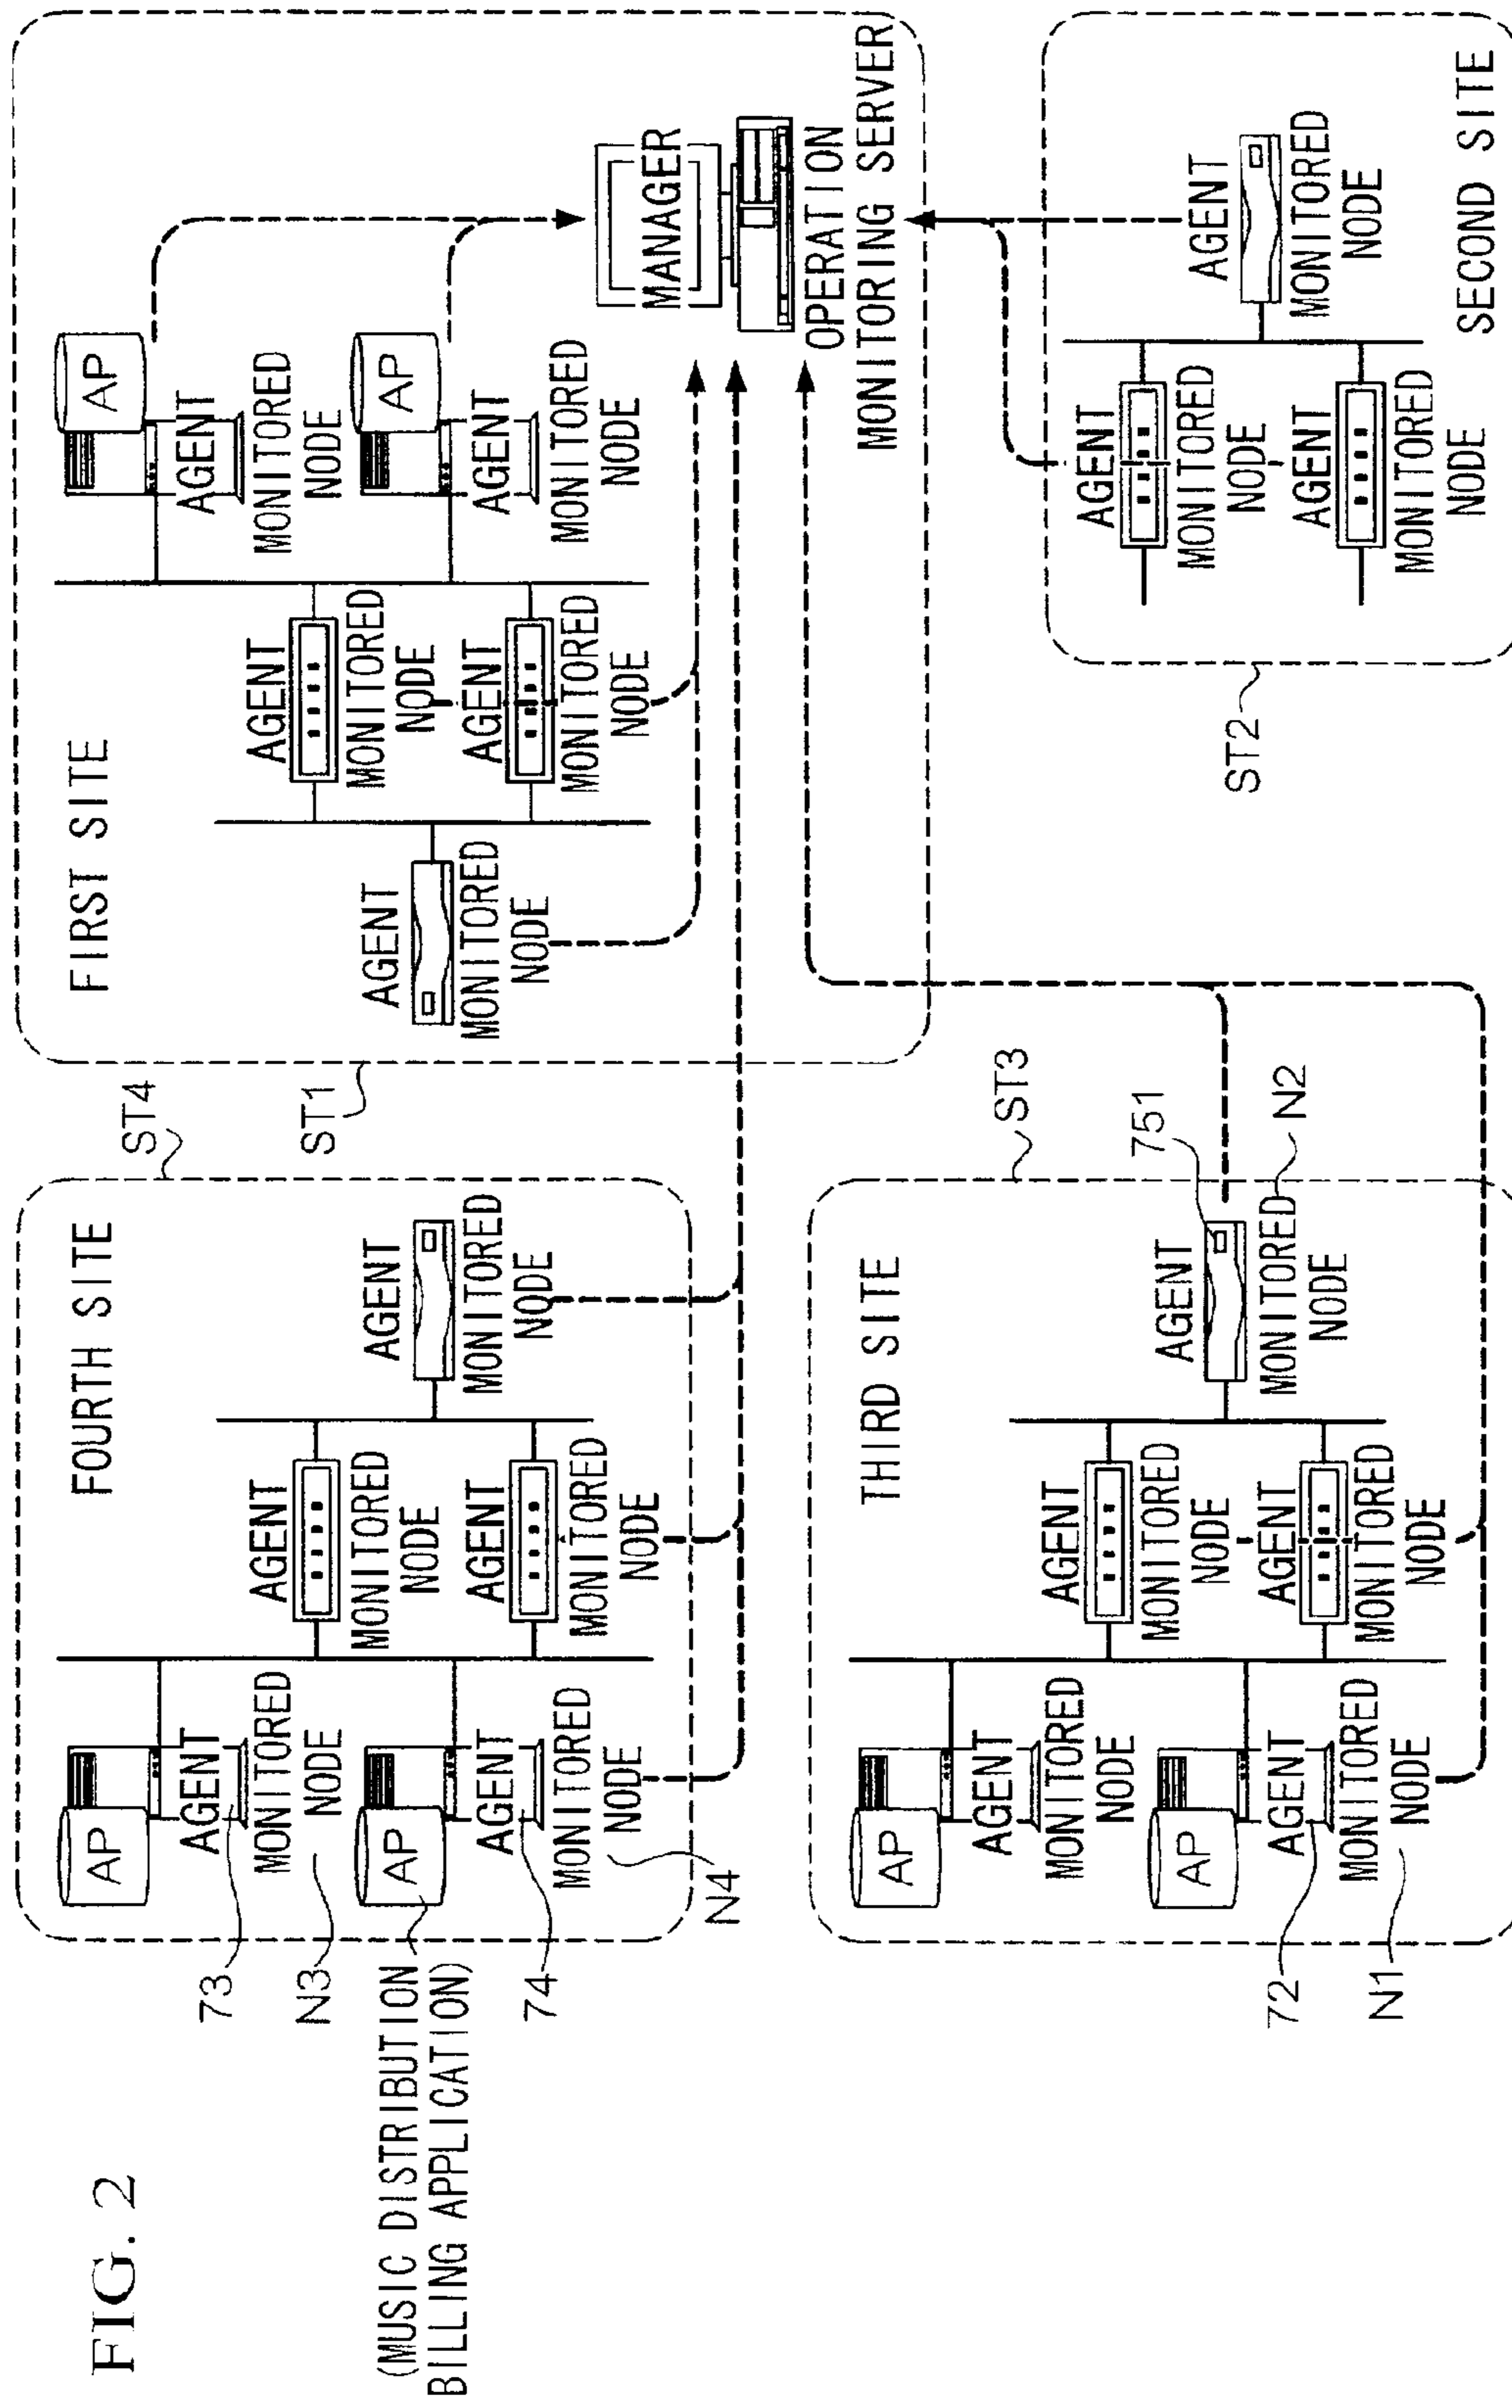 FIG. 2
FOURTH SITE
ST4
AP
AGENT
MONITORED
NODE
73
N3
AP
(MUSIC DISTRIBUTION
BILLING APPLICATION)
AGENT
MONITORED
NODE
74
N4
AGENT
MONITORED
NODE
AGENT
MONITORED
NODE
AGENT
MONITORED
NODE
FIRST SITE
ST1
AGENT
MONITORED
NODE
AGENT
MONITORED
NODE
AGENT
MONITORED
NODE
AP
AGENT
MONITORED
NODE
AP
AGENT
MONITORED
NODE
MANAGER
OPERATION
MONITORING SERVER
THIRD SITE
ST3
AP
AGENT
MONITORED
NODE
AP
AGENT
MONITORED
NODE
72
N1
AGENT
MONITORED
NODE
AGENT
MONITORED
NODE
AGENT
MONITORED
NODE
751
N2
ST2
AGENT
MONITORED
NODE
AGENT
MONITORED
NODE
AGENT
MONITORED
NODE
SECOND SITE